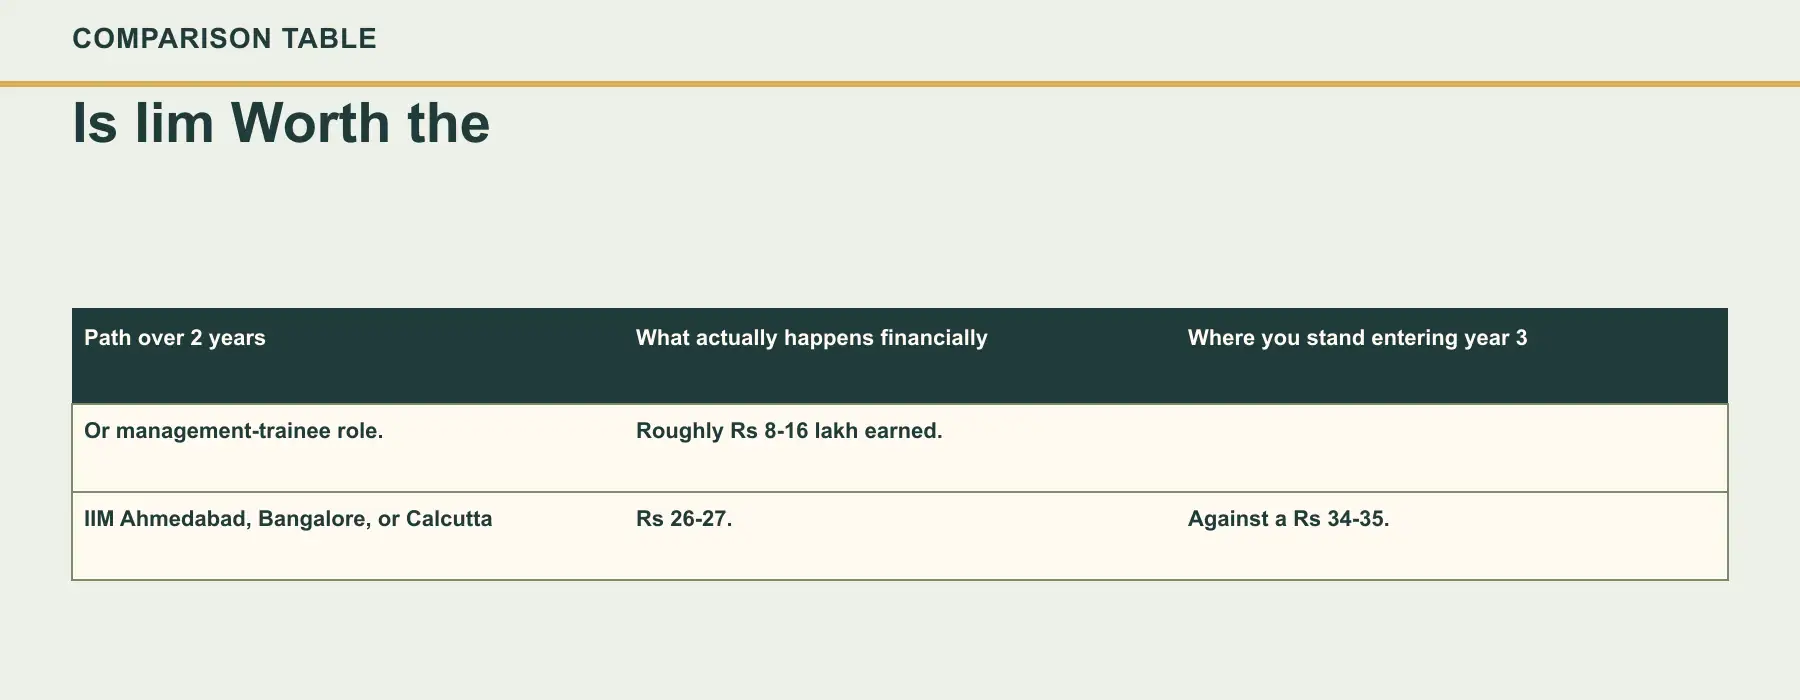 COMPARISON TABLE
Is Iim Worth the
Path over 2 years What actually happens financially Where you stand entering year 3
Or management-trainee role. Roughly Rs 8-16 lakh earned.
IIM Ahmedabad, Bangalore, or Calcutta Rs 26-27. Against a Rs 34-35.